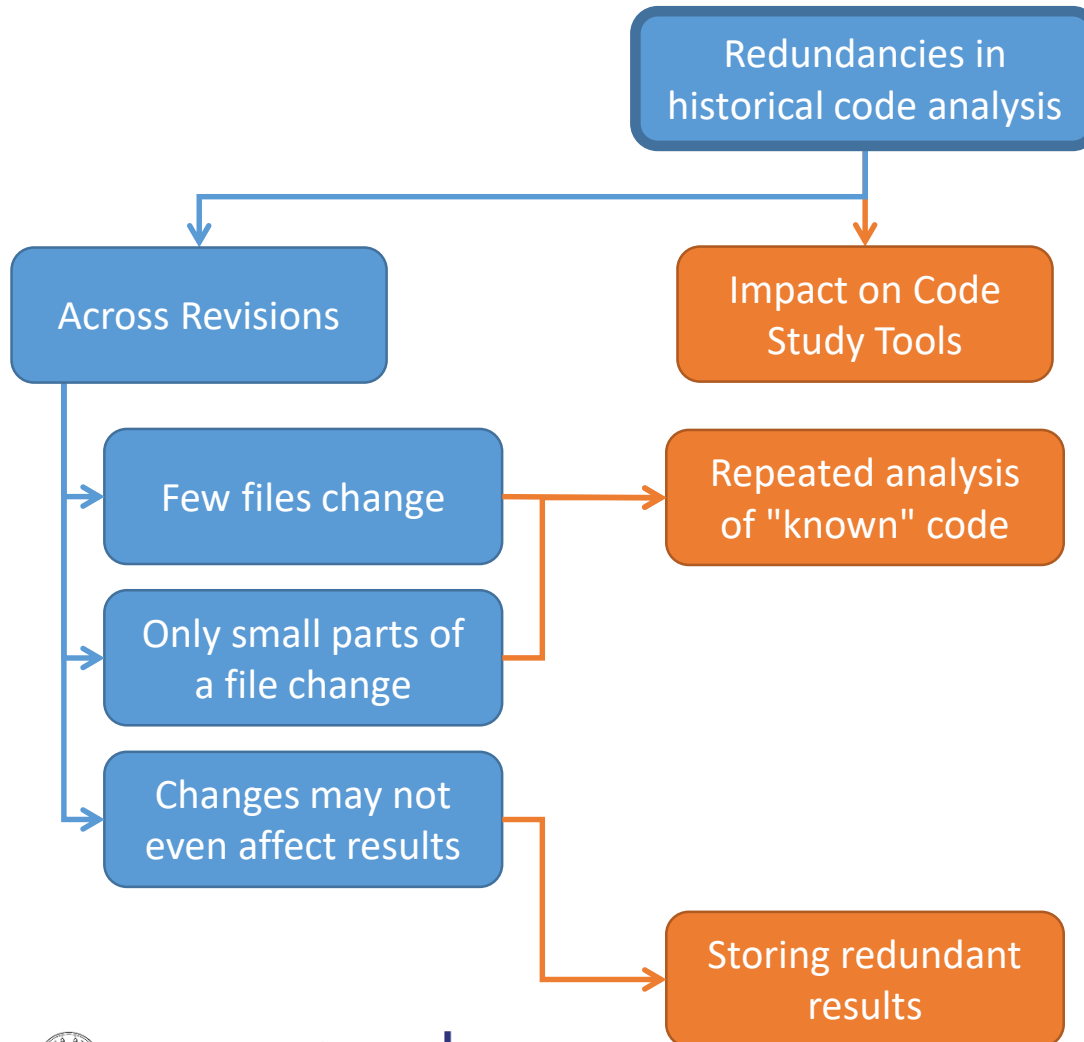 Redundancies in
historical code analysis
Across Revisions
Impact on Code
Study Tools
Few files change
Repeated analysis
of "known" code
Only small parts of
a file change
Changes may not
even affect results
Storing redundant
results